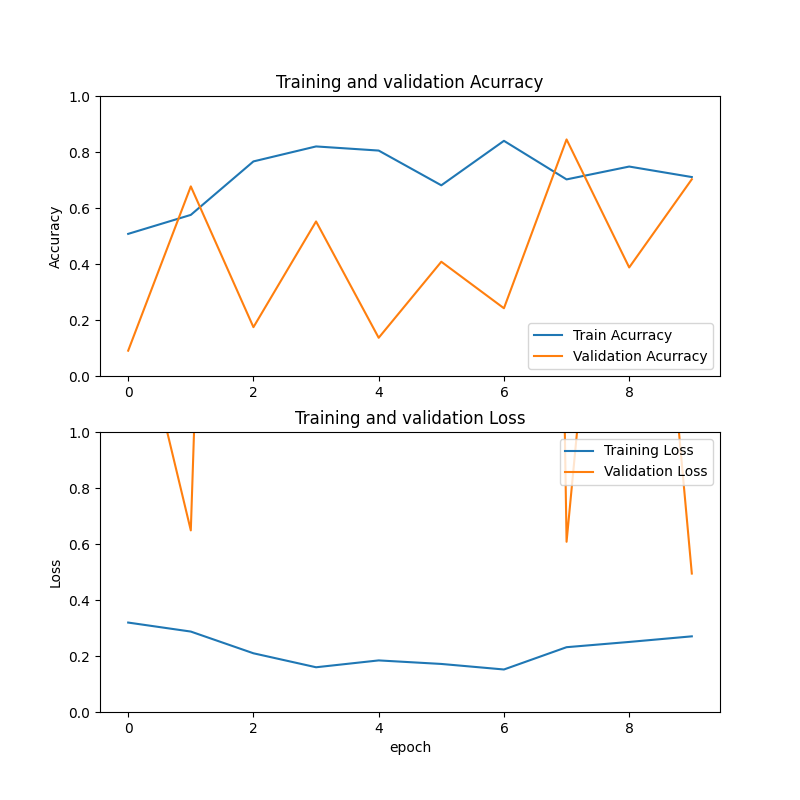 Training and validation Acurracy
1.0
0.8
0.6
0.4
0.2
0.0
Accuracy
Train Acurracy
Validation Acurracy
0 2 4 6 8
Training and validation Loss
1.0
0.8
0.6
0.4
0.2
0.0
Loss
Training Loss
Validation Loss
0 2 4 6 8
epoch